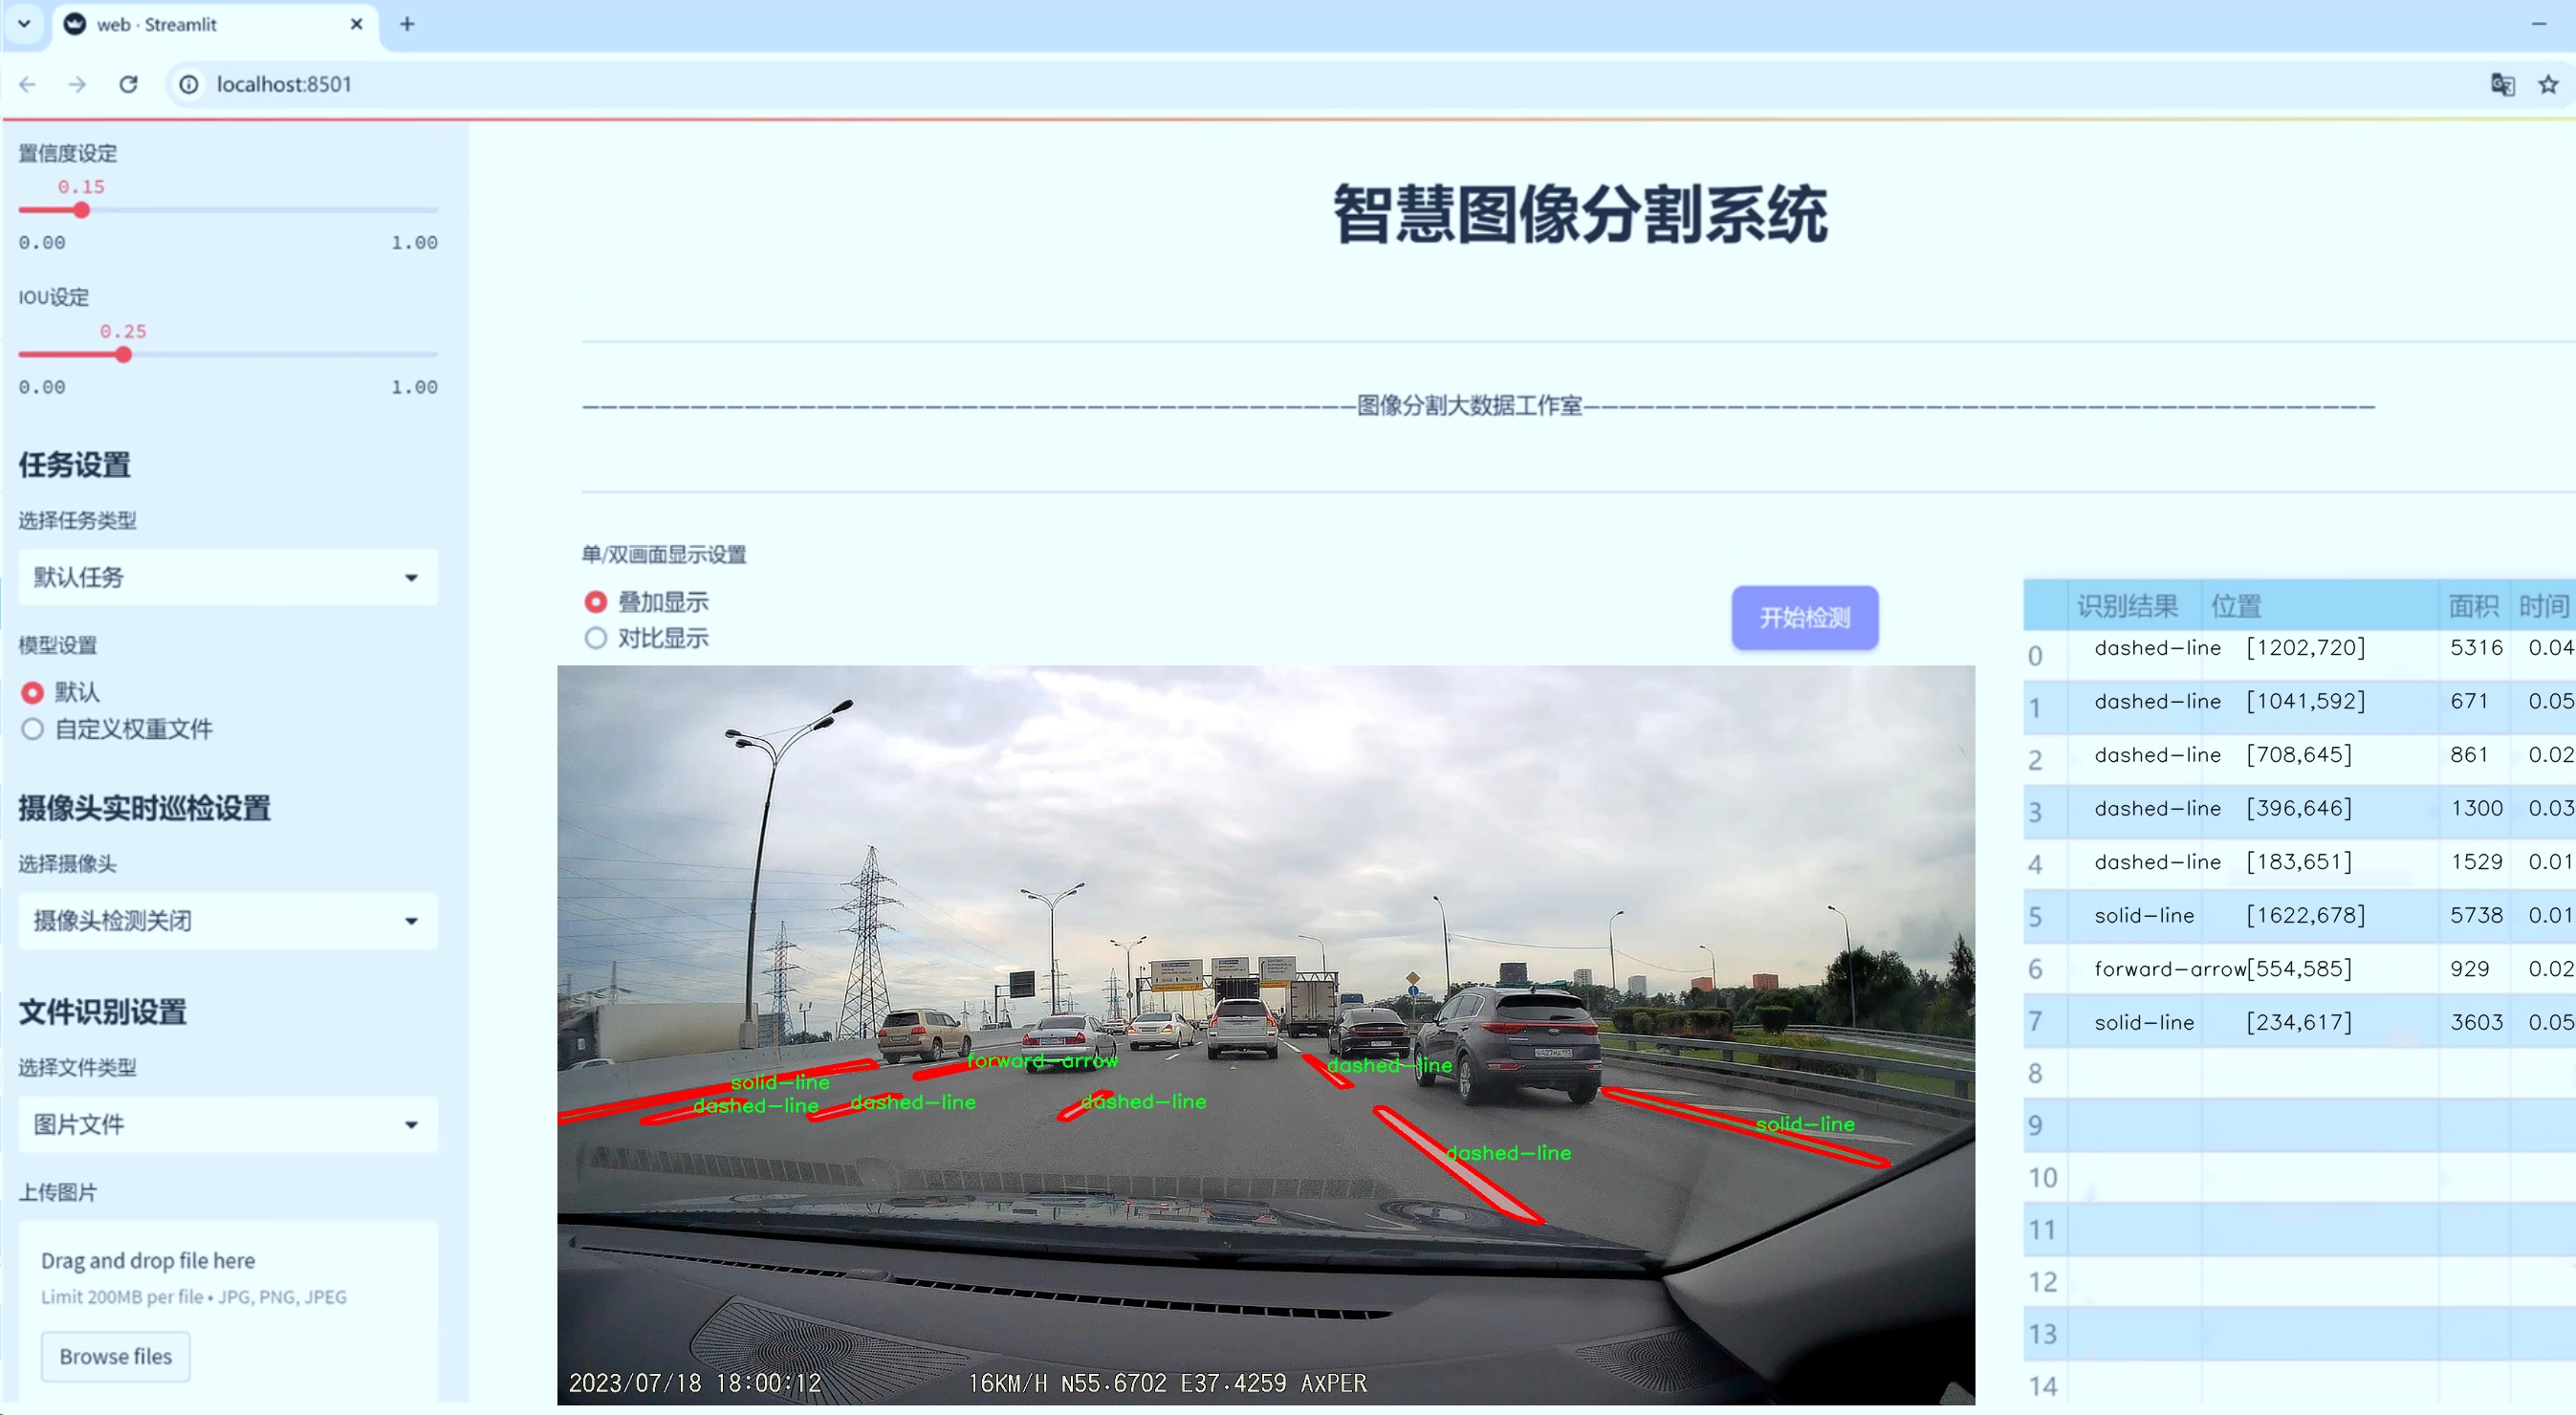 web · Streamlit
localhost:8501
置信度设定
0.15
0.00 1.00
IOU设定
0.25
0.00 1.00
任务设置
选择任务类型
默认任务
模型设置
默认
自定义权重文件
摄像头实时巡检设置
选择摄像头
摄像头检测关闭
文件识别设置
选择文件类型
图片文件
上传图片
Drag and drop file here
Limit 200MB per file • JPG, PNG, JPEG
Browse files
智慧图像分割系统
图像分割大数据工作室
单/双画面显示设置
叠加显示
对比显示
开始检测
forward-arrow
dashed-line
solid-line
dashed-line
dashed-line
dashed-line
solid-line
dashed-line
2023/07/18 18:00:12 16KM/H N55.6702 E37.4259 AXPER
识别结果 位置 面积 时间
0 dashed-line [1202,720] 5316 0.04
1 dashed-line [1041,592] 671 0.05
2 dashed-line [708,645] 861 0.02
3 dashed-line [396,646] 1300 0.03
4 dashed-line [183,651] 1529 0.01
5 solid-line [1622,678] 5738 0.01
6 forward-arrow[554,585] 929 0.02
7 solid-line [234,617] 3603 0.05
8
9
10
11
12
13
14